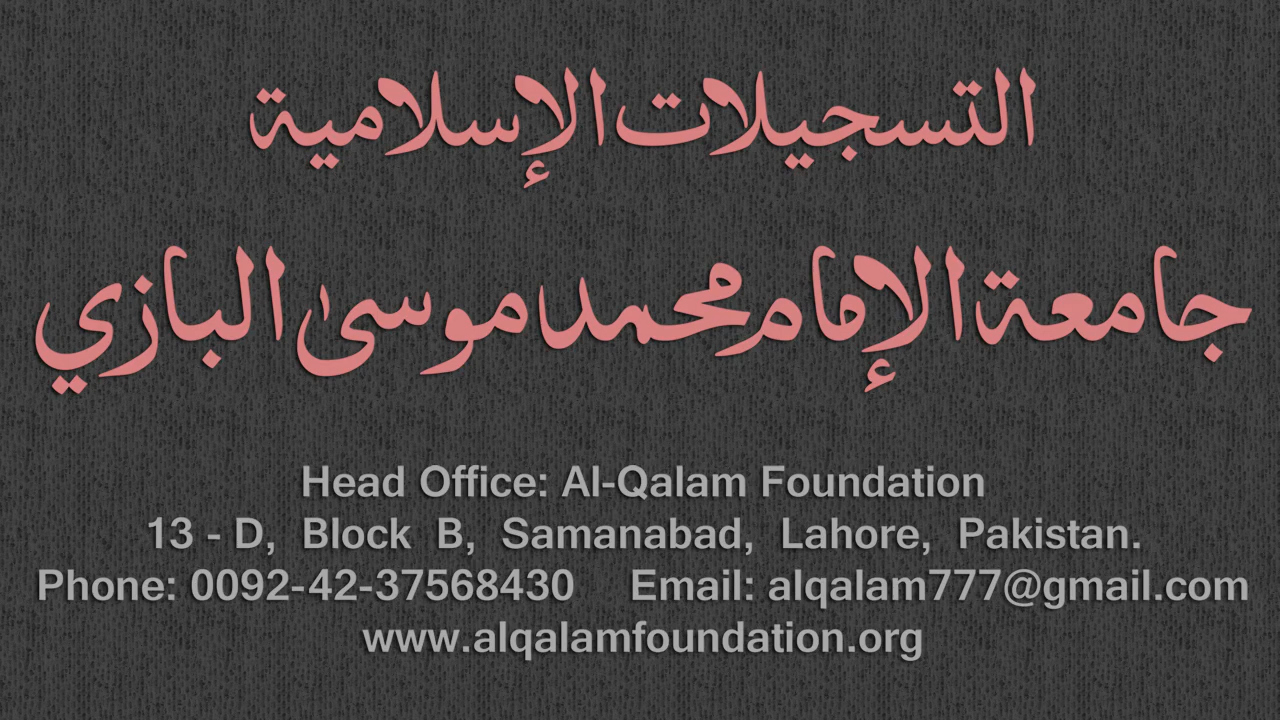 التسجيلات الإسلامية
جامعة الإمام محمد موسىٰ البازي
Head Office: Al-Qalam Foundation
13 - D, Block B, Samanabad, Lahore, Pakistan.
Phone: 0092-42-37568430 Email: alqalam777@gmail.com
www.alqalamfoundation.org